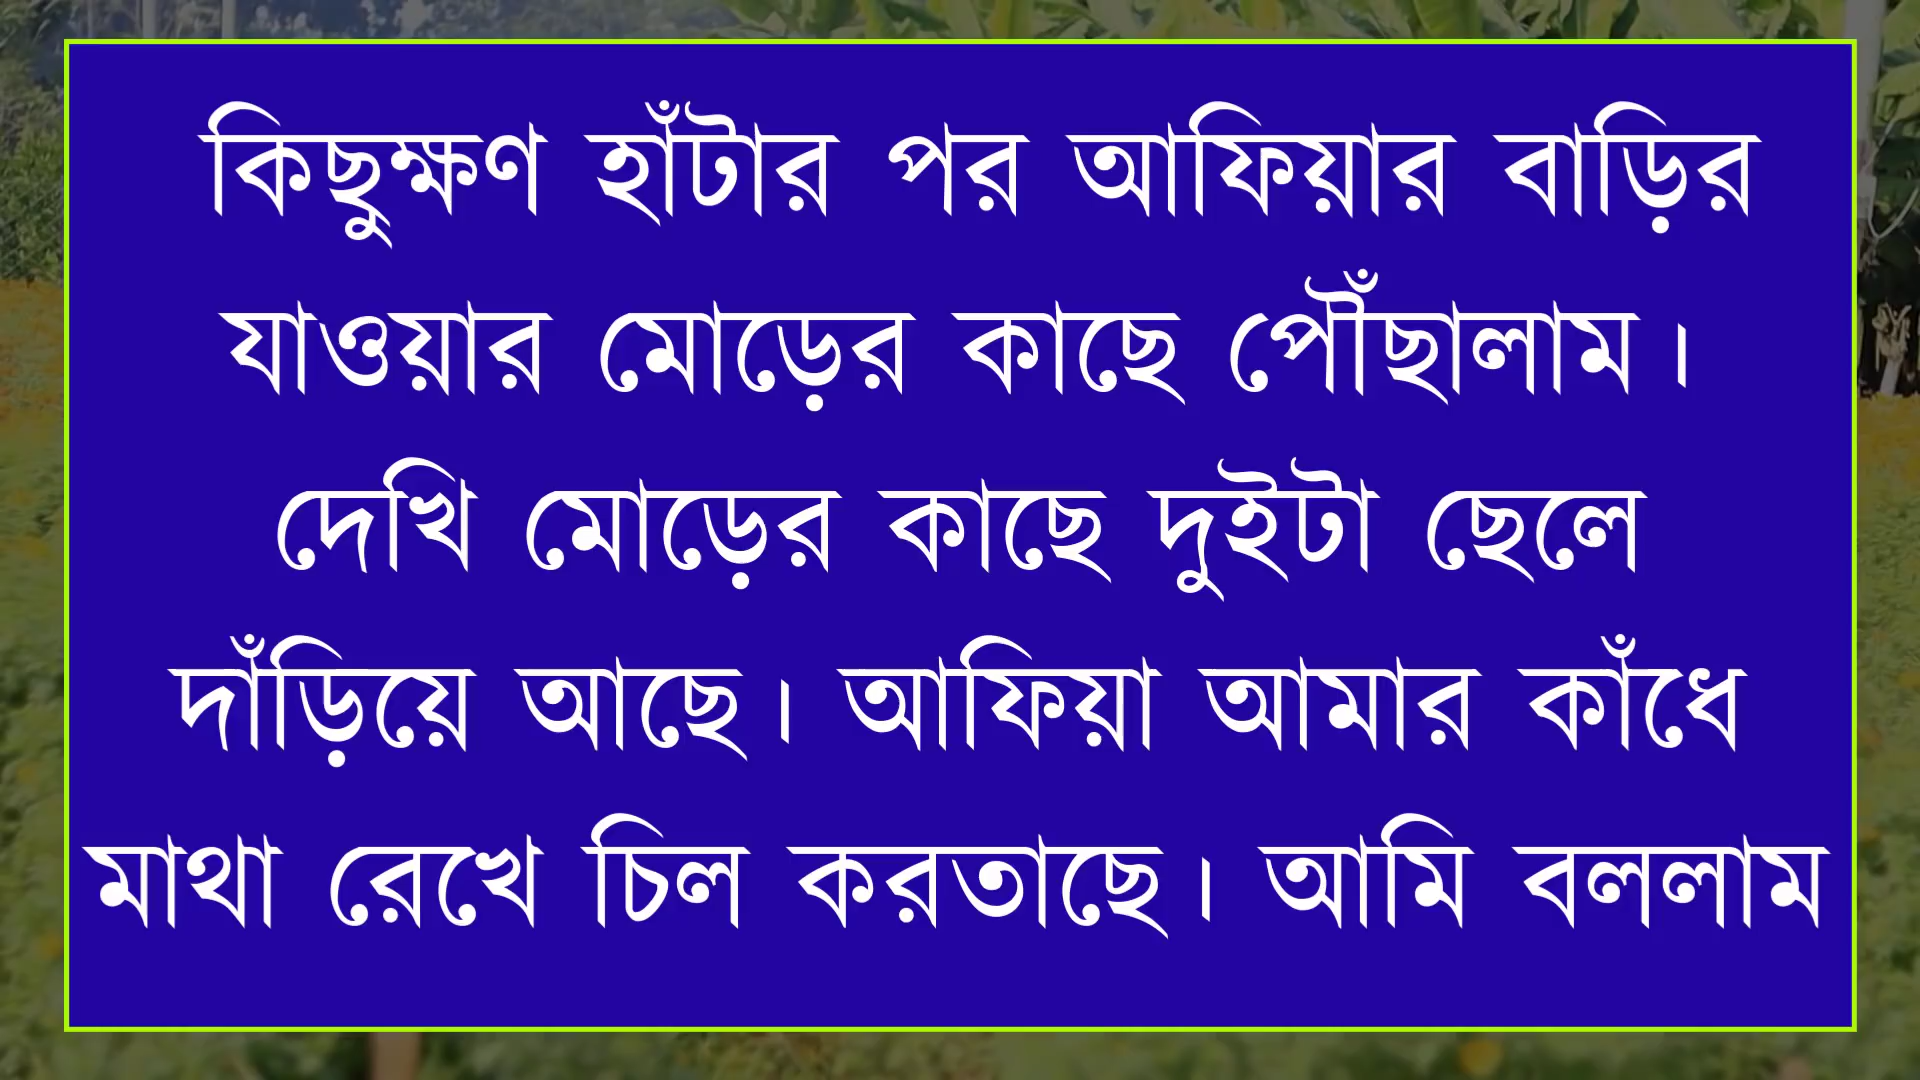 কিছুক্ষণ হাঁটার পর আফিয়ার বাড়ির
যাওয়ার মোড়ের কাছে পৌঁছালাম।
দেখি মোড়ের কাছে দুইটা ছেলে
দাঁড়িয়ে আছে। আফিয়া আমার কাঁধে
মাথা রেখে চিল করতাছে। আমি বললাম